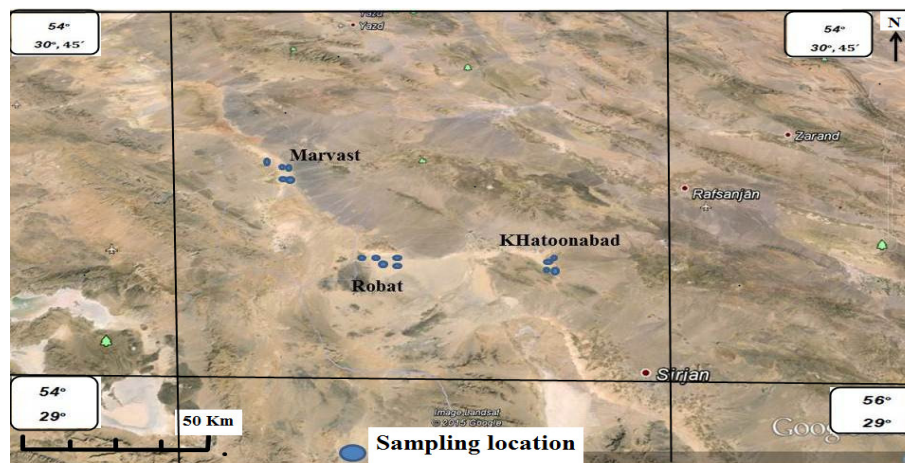 Yazd
Yazd
54°
30°, 45´
54°
30°, 45´
N
Zarand
Marvast
Rafsanjan
KHatoonabad
Robat
Sirjan
54°
29°
56°
29°
50 Km
Image Landsat
© 2015 Google
Goog
Sampling location